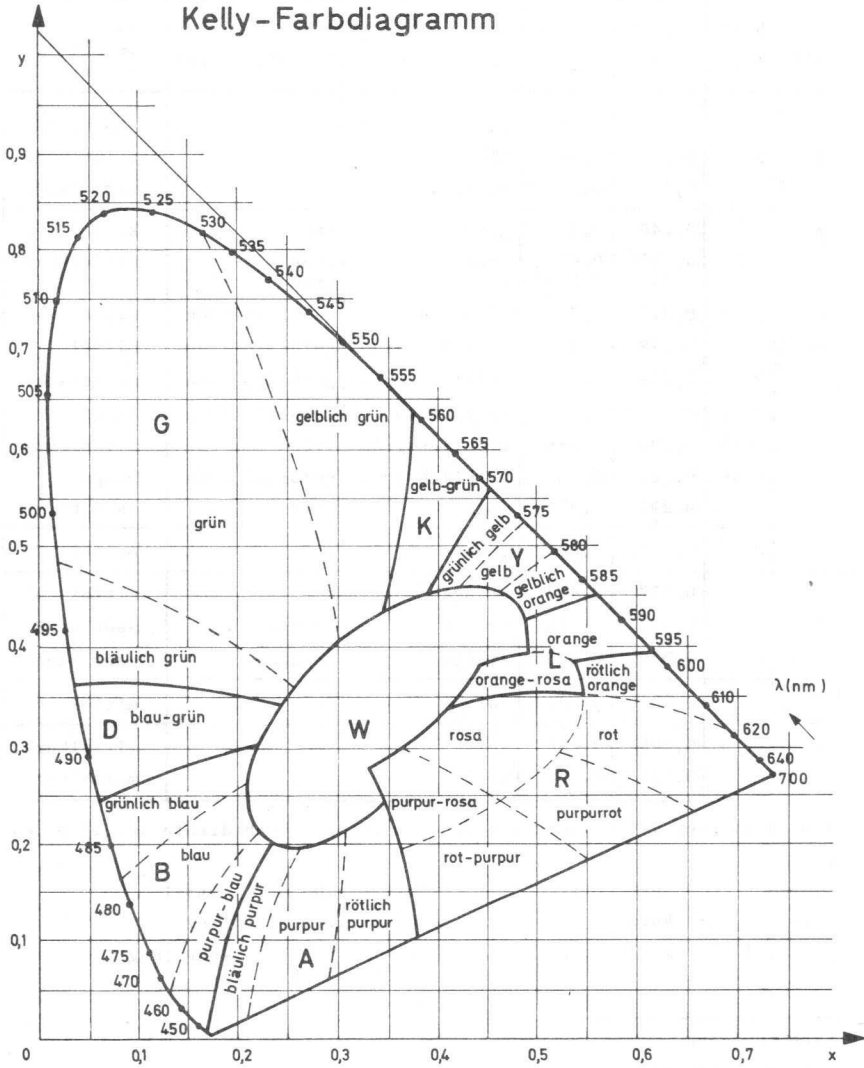 Kelly-Farbdiagramm
y
0,9
0,8
0,7
0,6
0,5
0,4
0,3
0,2
0,1
0
0,1
0,2
0,3
0,4
0,5
0,6
0,7
x
λ(nm)
450
460
470
475
480
485
490
495
500
505
510
515
520
525
530
535
540
545
550
555
560
565
570
575
580
585
590
595
600
610
620
640
700
G
gelblich grün
grün
gelb-grün
K
grünlich gelb
Y
gelb
gelblich
orange
bläulich grün
orange
L
rötlich
orange
orange-rosa
D
blau-grün
W
rosa
rot
R
grünlich blau
purpur-rosa
purpurrot
blau
B
rot-purpur
purpur-blau
bläulich purpur
purpur
A
rötlich
purpur